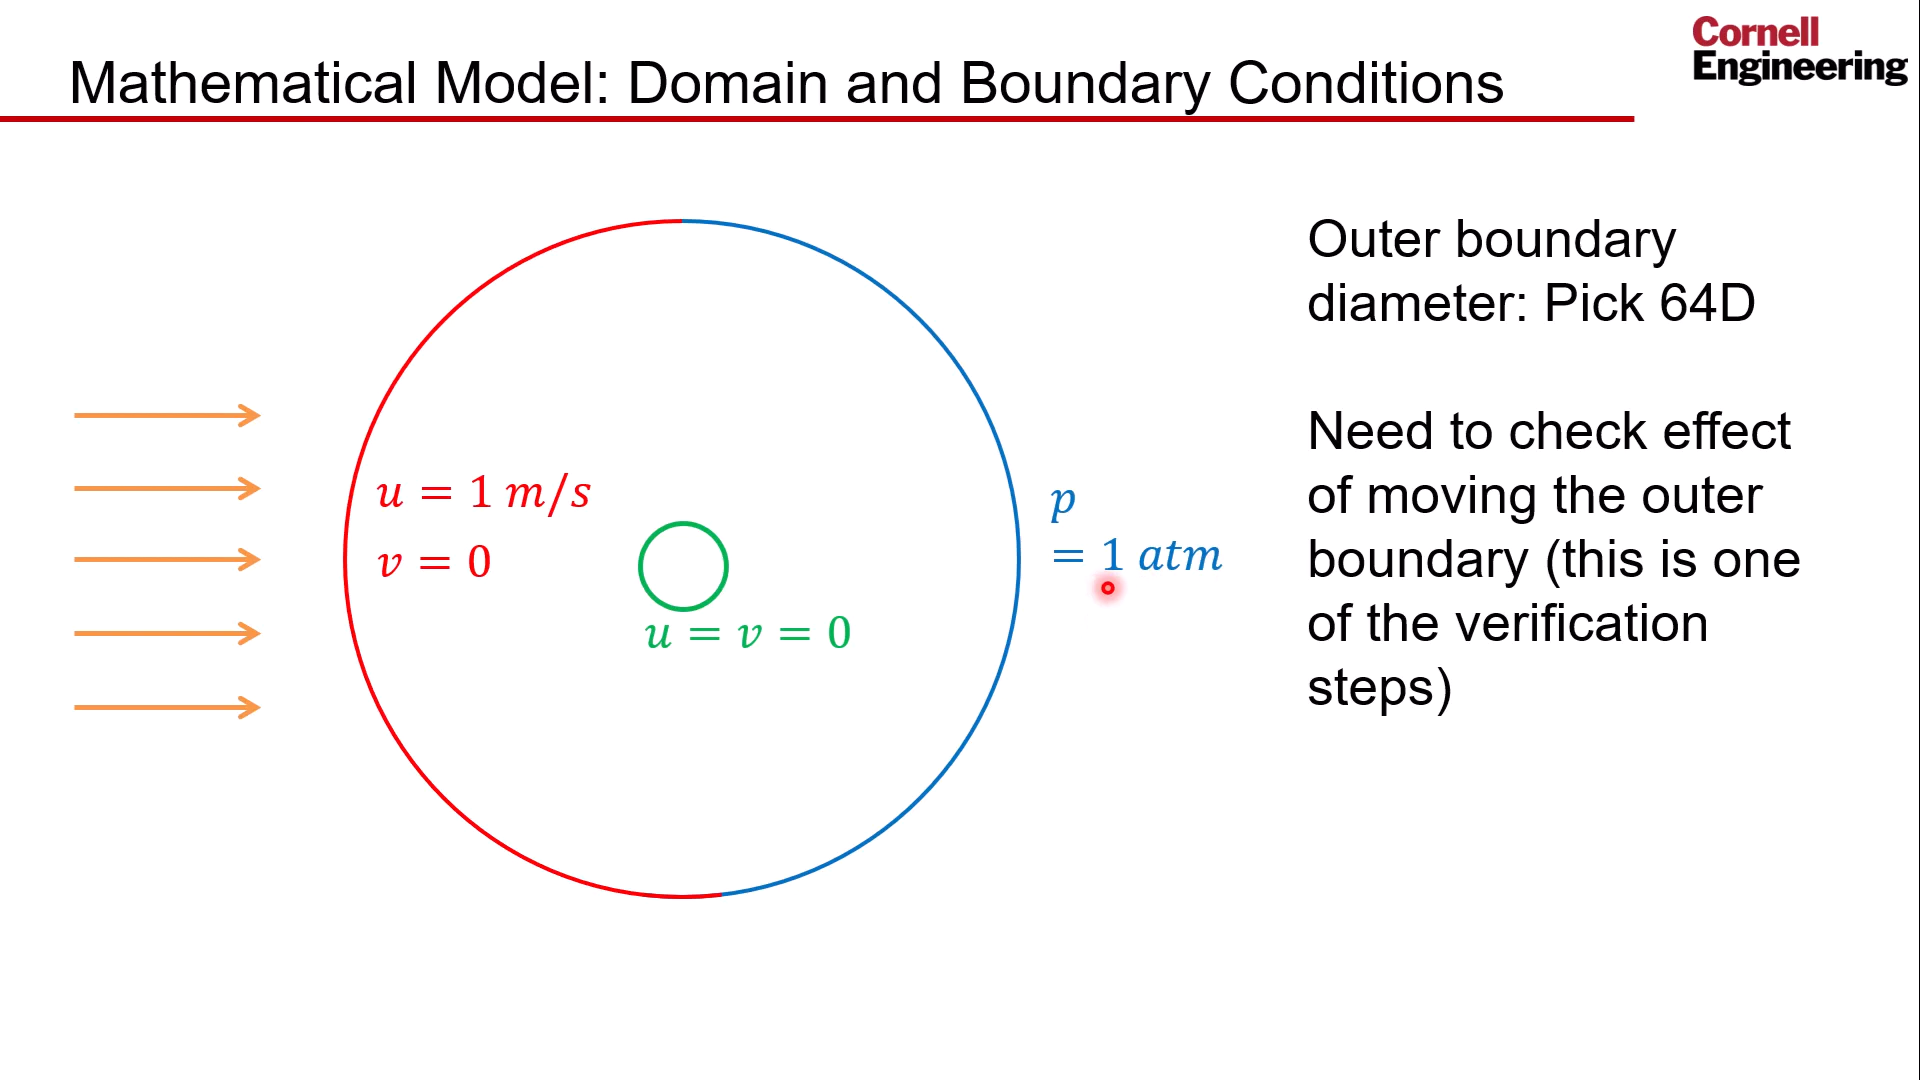 Cornell
Engineering
Mathematical Model: Domain and Boundary Conditions
u = 1 m/s
v = 0
u = v = 0
p
= 1 atm
Outer boundary
diameter: Pick 64D
Need to check effect
of moving the outer
boundary (this is one
of the verification
steps)